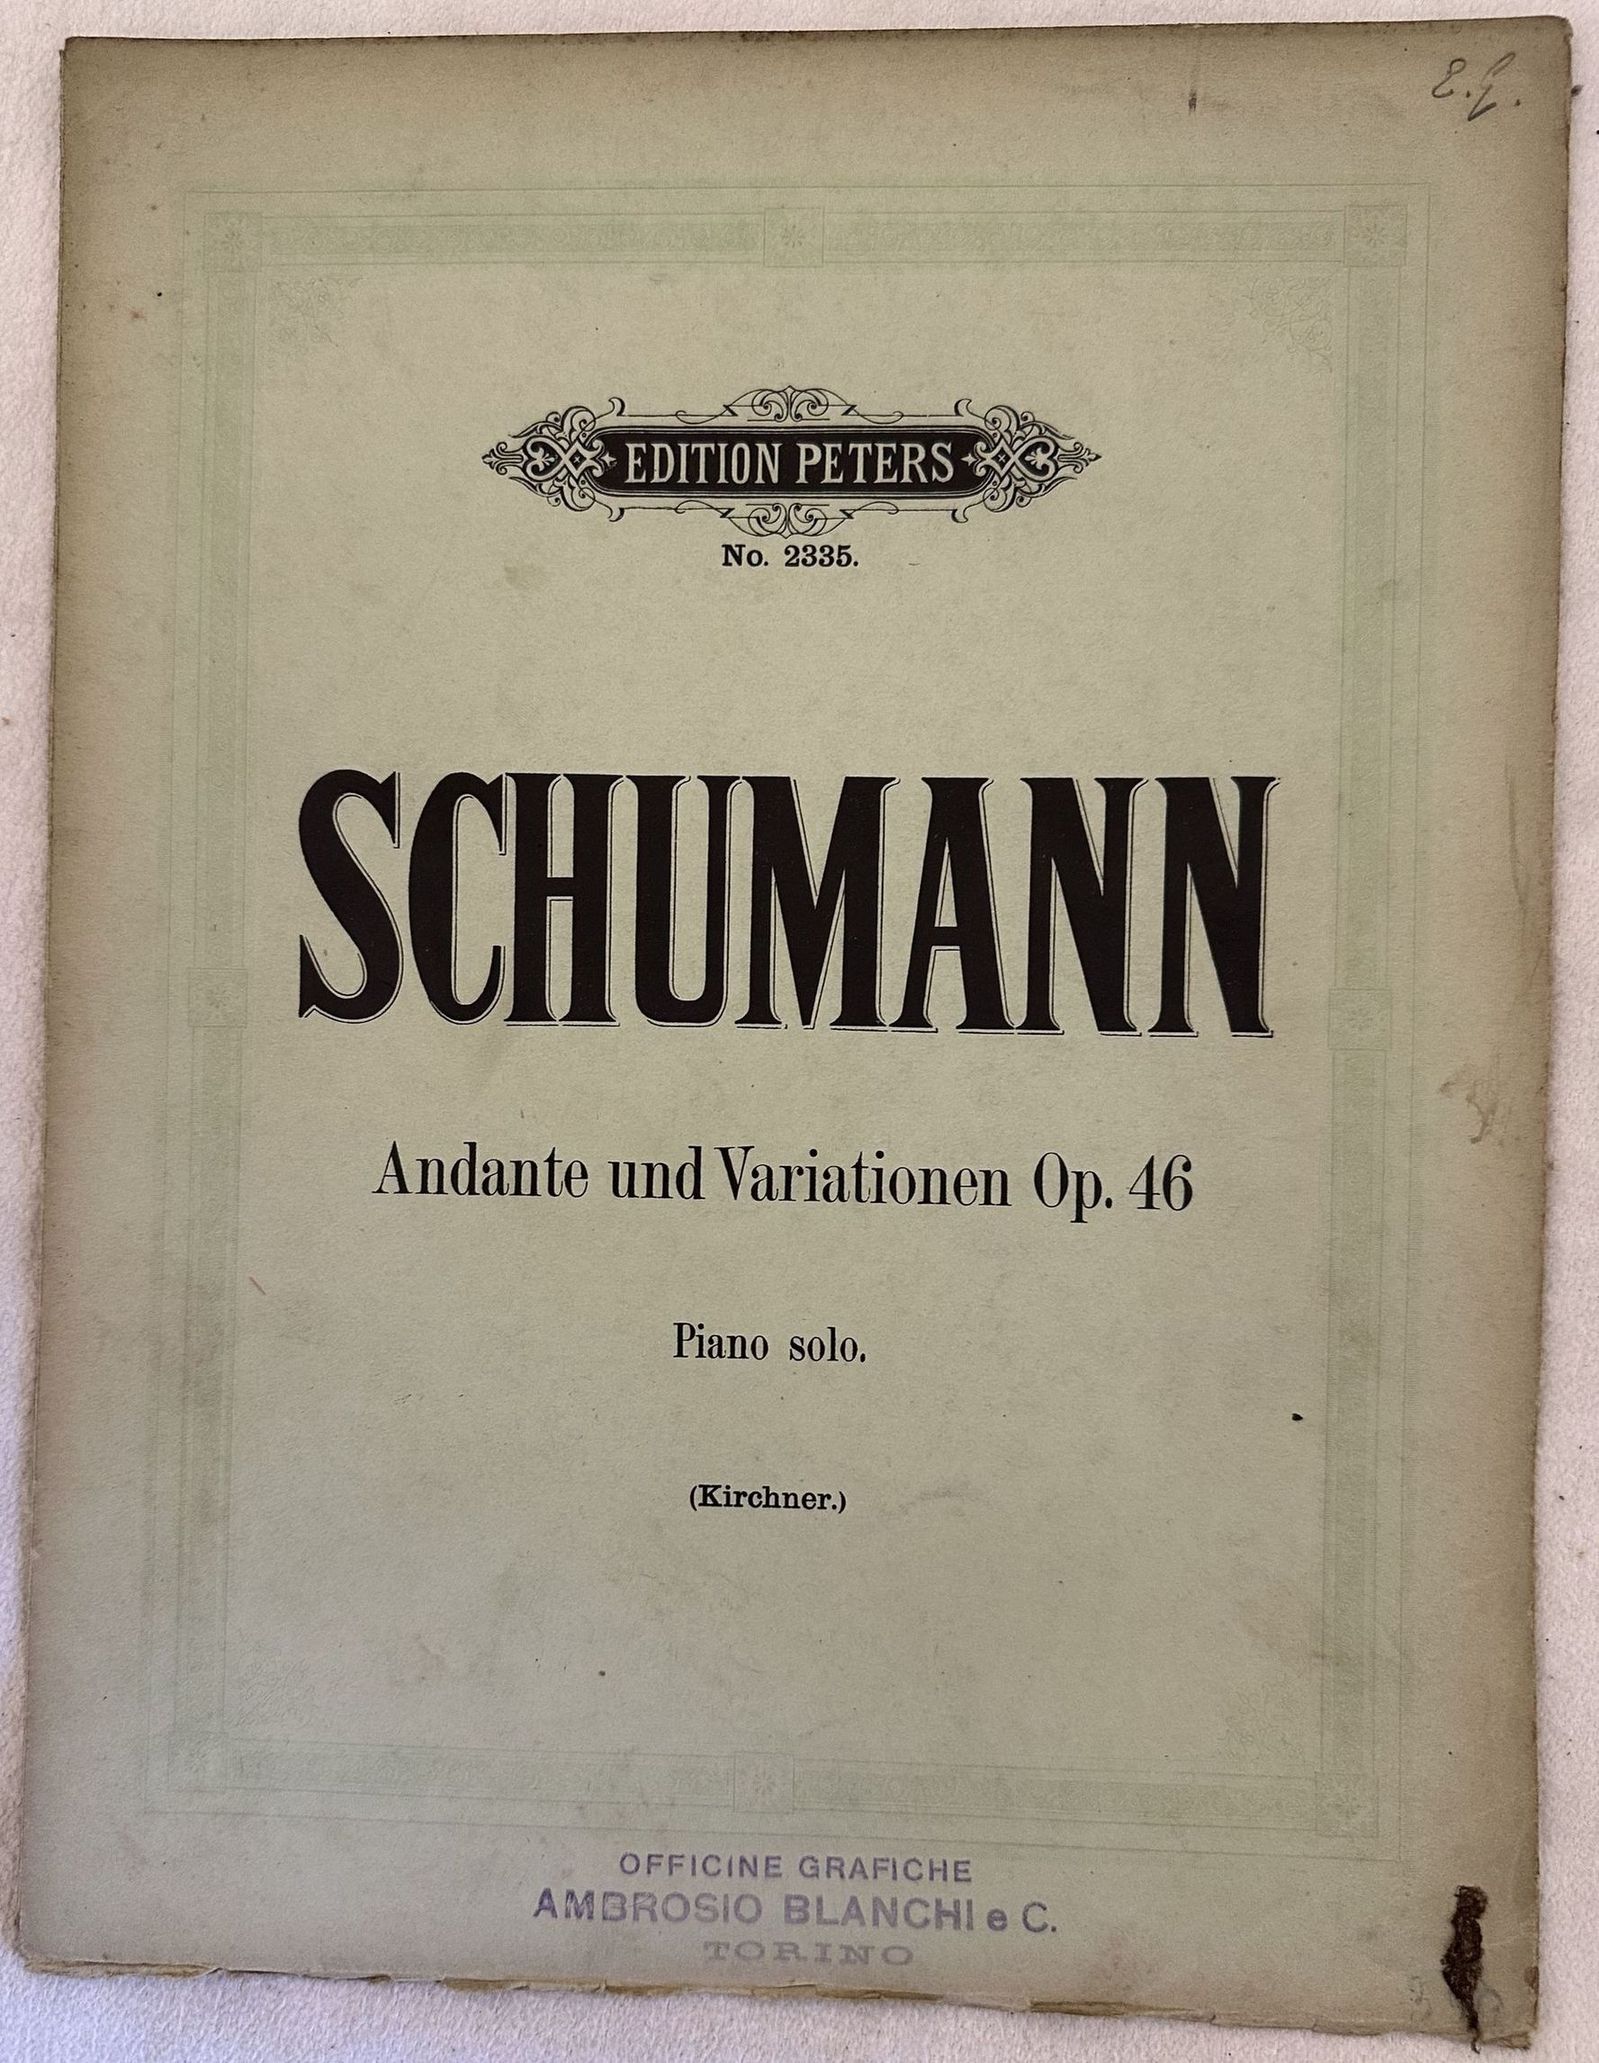 E.G.
EDITION PETERS
No. 2335.
SCHUMANN
Andante und Variationen Op. 46
Piano solo.
(Kirchner.)
OFFICINE GRAFICHE
AMBROSIO BLANCHI e C.
TORINO